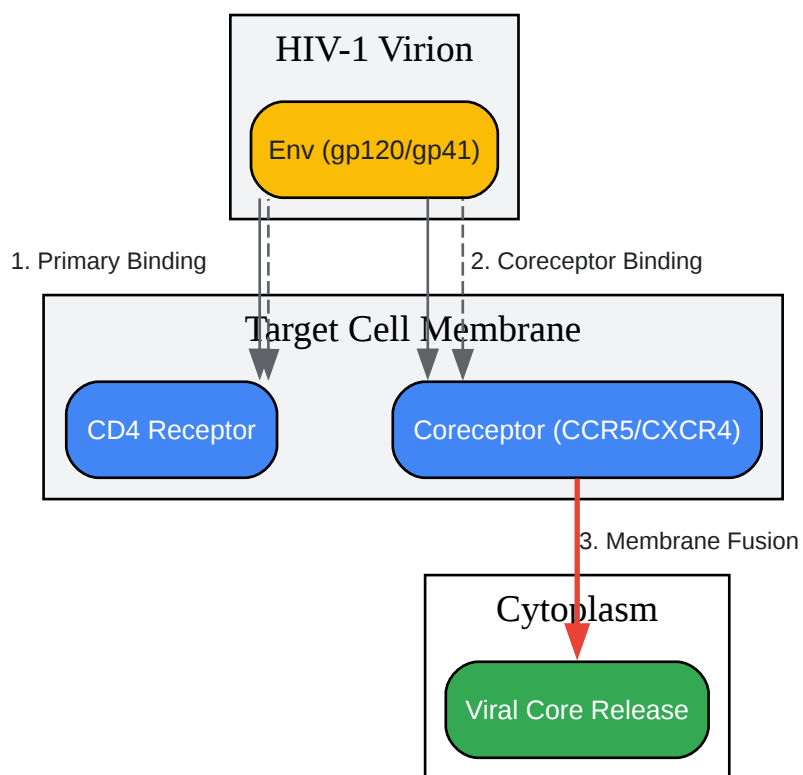 HIV-1 Virion
Env (gp120/gp41)
1. Primary Binding
2. Coreceptor Binding
Target Cell Membrane
CD4 Receptor
Coreceptor (CCR5/CXCR4)
3. Membrane Fusion
Cytoplasm
Viral Core Release